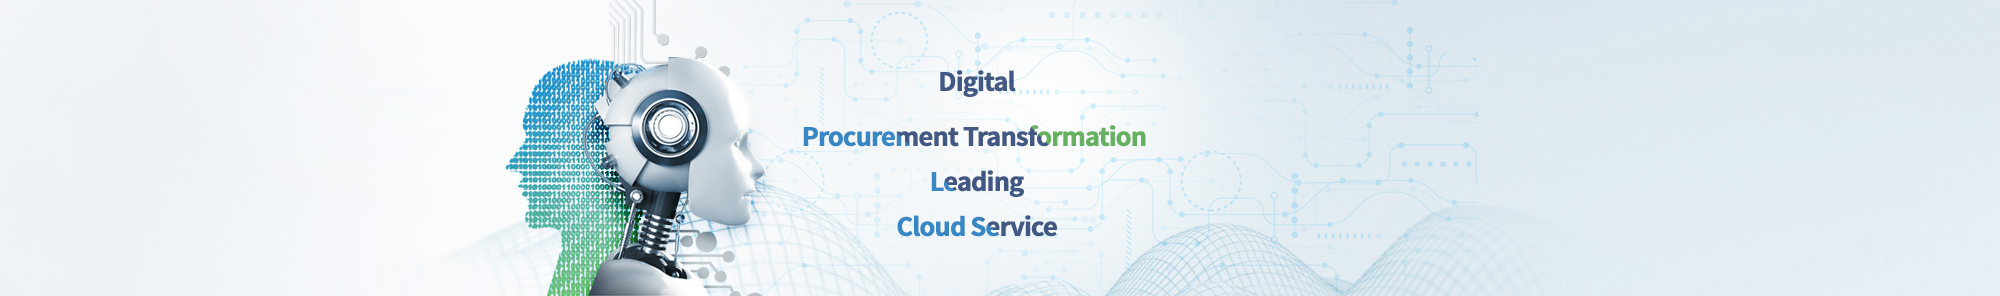 Digital
Procurement Transformation
Leading
Cloud Service